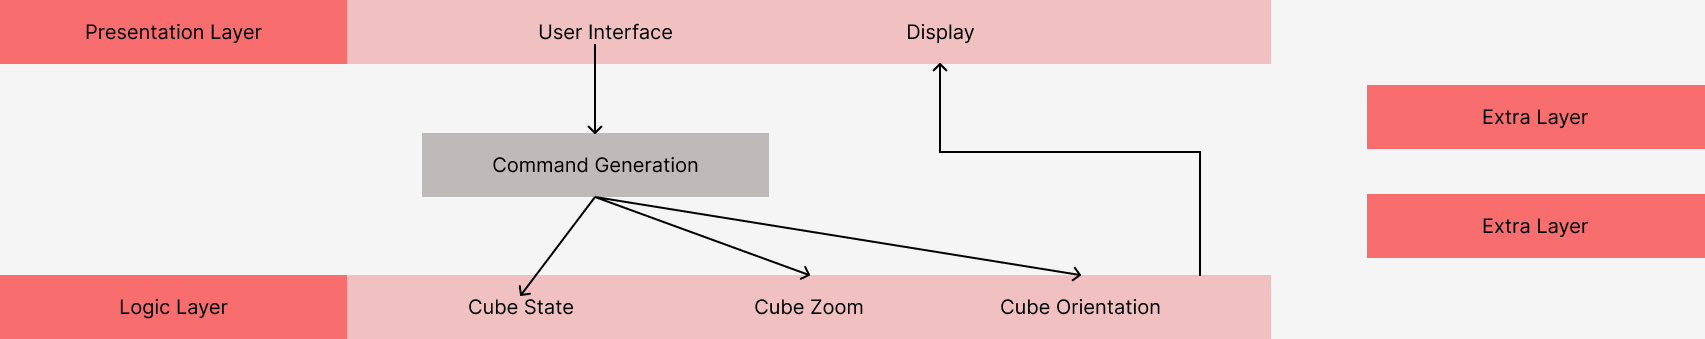 Presentation Layer
User Interface
Display
Extra Layer
Command Generation
Extra Layer
Logic Layer
Cube State
Cube Zoom
Cube Orientation